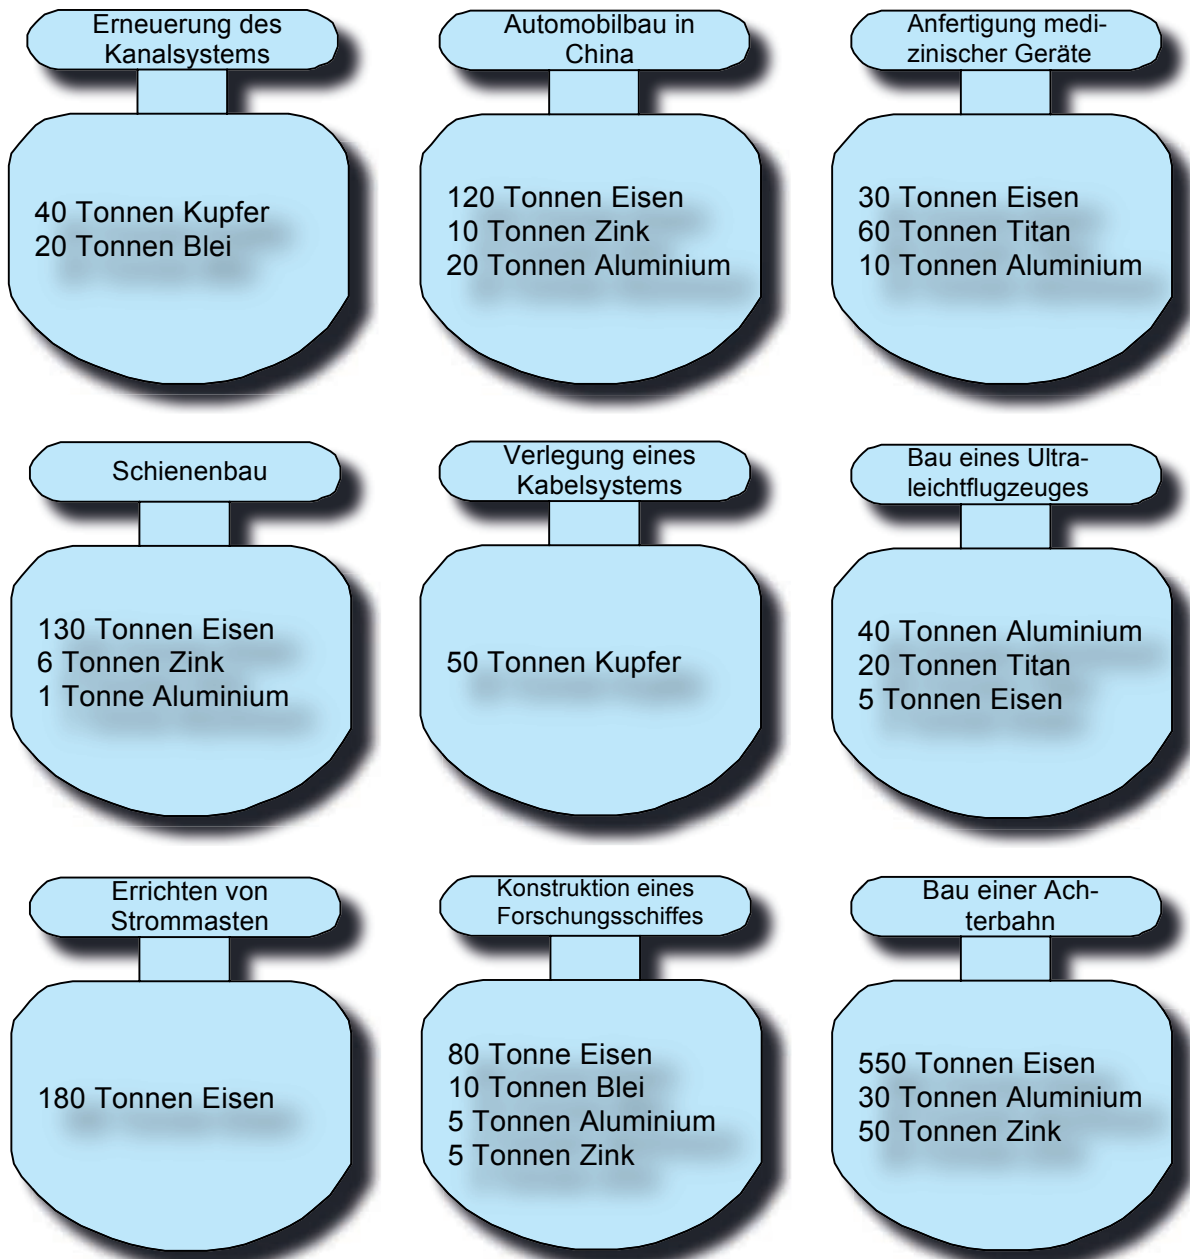 Erneuerung des
Kanalsystems
40 Tonnen Kupfer
20 Tonnen Blei
Automobilbau in
China
120 Tonnen Eisen
10 Tonnen Zink
20 Tonnen Aluminium
Anfertigung medi-
zinischer Geräte
30 Tonnen Eisen
60 Tonnen Titan
10 Tonnen Aluminium
Schienenbau
130 Tonnen Eisen
6 Tonnen Zink
1 Tonne Aluminium
Verlegung eines
Kabelsystems
50 Tonnen Kupfer
Bau eines Ultra-
leichtflugzeuges
40 Tonnen Aluminium
20 Tonnen Titan
5 Tonnen Eisen
Errichten von
Strommasten
180 Tonnen Eisen
Konstruktion eines
Forschungsschiffes
80 Tonne Eisen
10 Tonnen Blei
5 Tonnen Aluminium
5 Tonnen Zink
Bau einer Ach-
terbahn
550 Tonnen Eisen
30 Tonnen Aluminium
50 Tonnen Zink